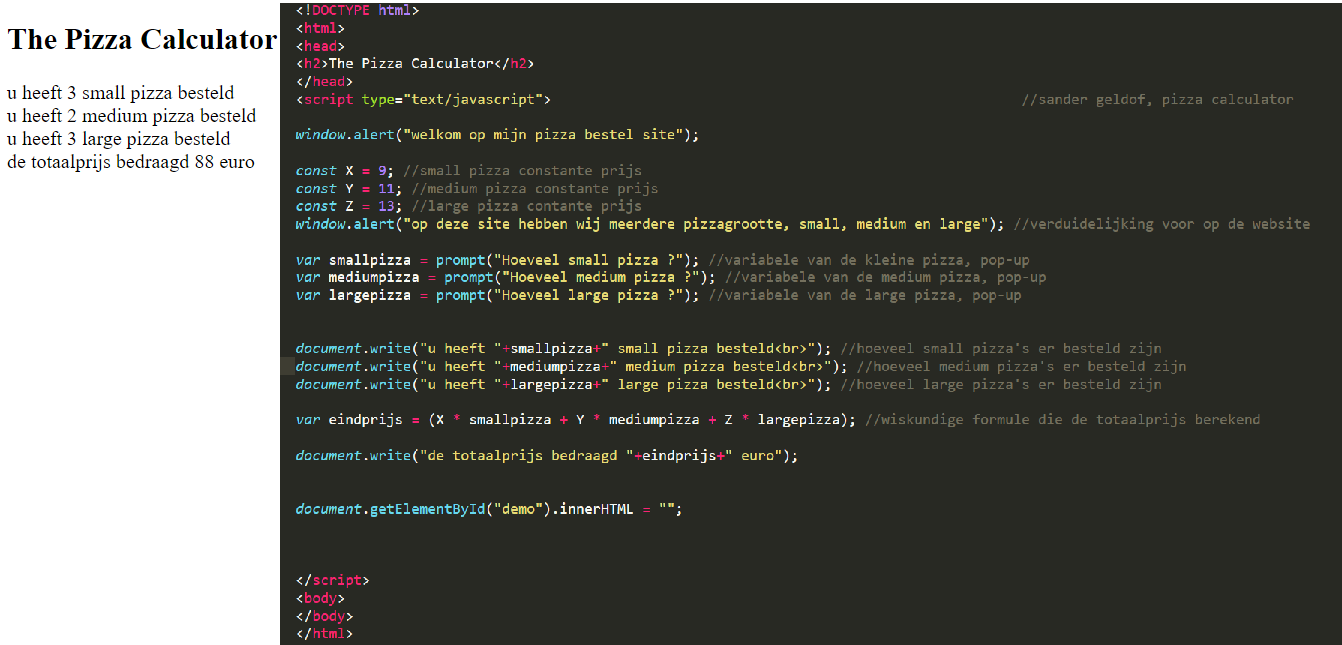 The Pizza Calculator
u heeft 3 small pizza besteld
u heeft 2 medium pizza besteld
u heeft 3 large pizza besteld
de totaalprijs bedraagd 88 euro
<!DOCTYPE html>
<html>
<head>
<h2>The Pizza Calculator</h2>
</head>
<script type="text/javascript"> //sander geldof, pizza calculator
window.alert("welkom op mijn pizza bestel site");
const X = 9; //small pizza constante prijs
const Y = 11; //medium pizza constante prijs
const Z = 13; //large pizza contante prijs
window.alert("op deze site hebben wij meerdere pizzagrootte, small, medium en large"); //verduidelijking voor op de website
var smallpizza = prompt("Hoeveel small pizza ?"); //variabele van de kleine pizza, pop-up
var mediumpizza = prompt("Hoeveel medium pizza ?"); //variabele van de medium pizza, pop-up
var largepizza = prompt("Hoeveel large pizza ?"); //variabele van de large pizza, pop-up
document.write("u heeft "+smallpizza+" small pizza besteld<br>"); //hoeveel small pizza's er besteld zijn
document.write("u heeft "+mediumpizza+" medium pizza besteld<br>"); //hoeveel medium pizza's er besteld zijn
document.write("u heeft "+largepizza+" large pizza besteld<br>"); //hoeveel large pizza's er besteld zijn
var eindprijs = (X * smallpizza + Y * mediumpizza + Z * largepizza); //wiskundige formule die de totaalprijs berekend
document.write("de totaalprijs bedraagd "+eindprijs+" euro");
document.getElementById("demo").innerHTML = "";
</script>
<body>
</body>
</html>